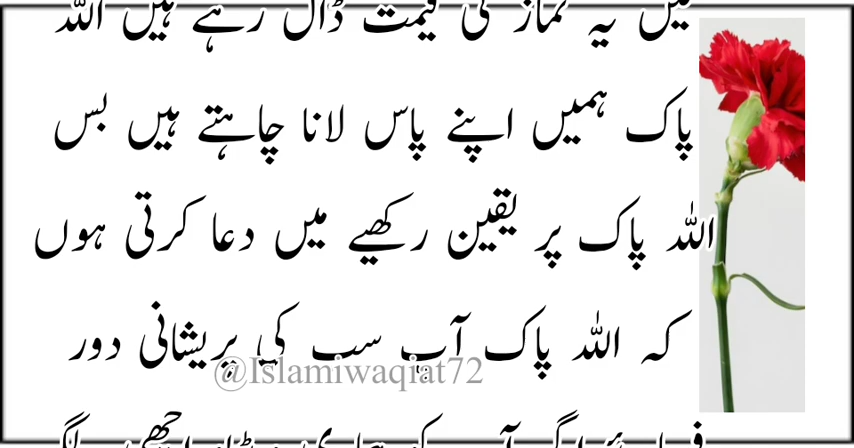 میں یہ نماز کی قیمت ڈال رہے ہیں اللہ
پاک ہمیں اپنے پاس لانا چاہتے ہیں بس
اللہ پاک پر یقین رکھیے میں دعا کرتی ہوں
کہ اللہ پاک آپ سب کی پریشانی دور
@Islamiwaqiat72